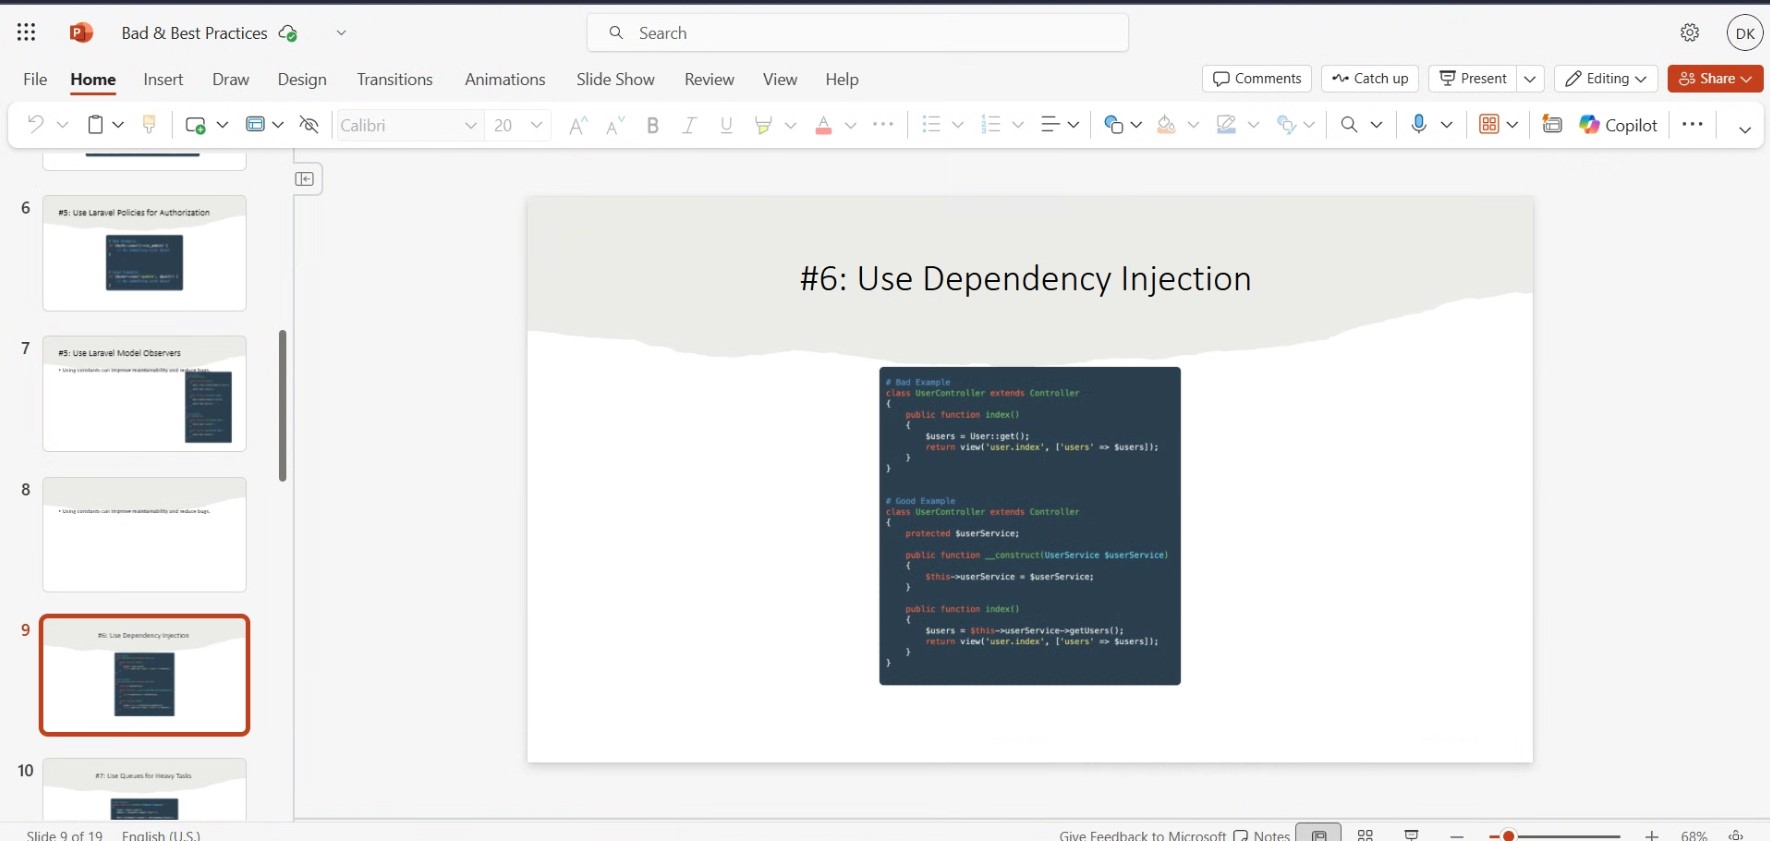 Bad & Best Practices
Search
DK
File Home Insert Draw Design Transitions Animations Slide Show Review View Help
Comments Catch up Present Editing Share
Calibri 20 Copilot
6
#5: Use Laravel Policies for Authorization
7
#5: Use Laravel Model Observers
• Using constants can improve maintainability and reduce bugs.
8
• Using constants can improve maintainability and reduce bugs.
9
#6: Use Dependency Injection
10
#7: Use Queues for Heavy Tasks
#6: Use Dependency Injection
# Bad Example
class UserController extends Controller
{
public function index()
{
$users = User::get();
return view('user.index', ['users' => $users]);
}
}
# Good Example
class UserController extends Controller
{
protected $userService;
public function __construct(UserService $userService)
{
$this->userService = $userService;
}
public function index()
{
$users = $this->userService->getUsers();
return view('user.index', ['users' => $users]);
}
}
Slide 9 of 19 English (U.S.)
Give Feedback to Microsoft Notes 68%